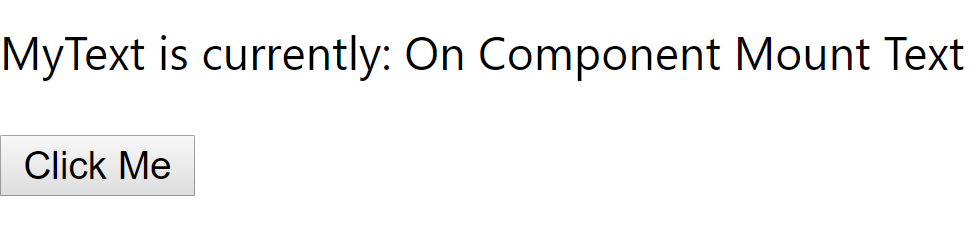 MyText is currently: On Component Mount Text
Click Me